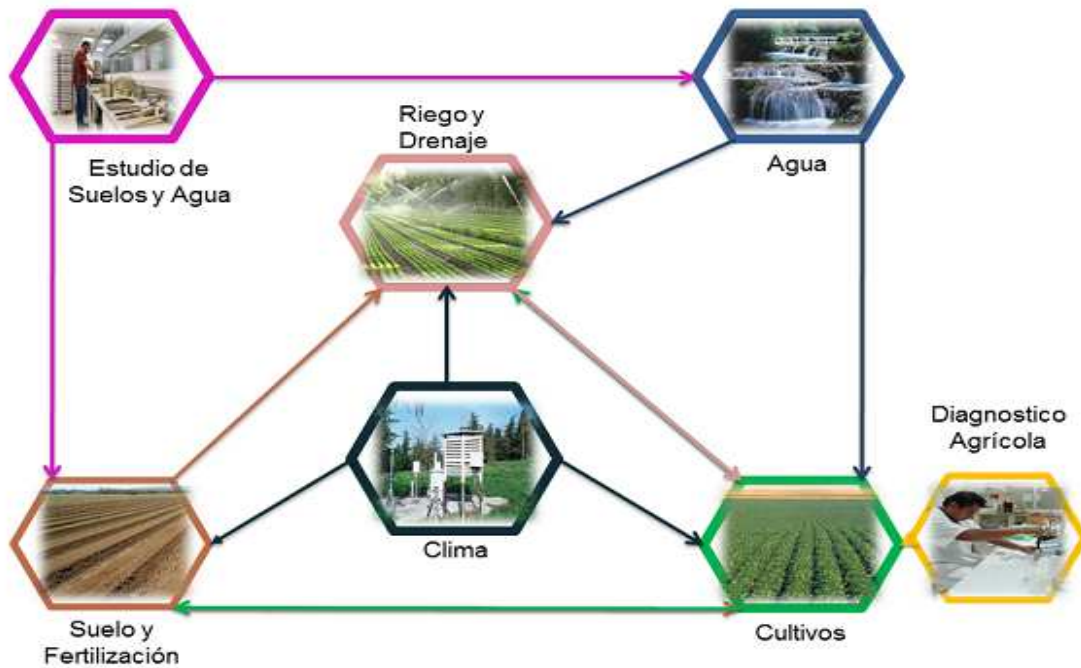 Estudio de
Suelos y Agua
Riego y
Drenaje
Agua
Clima
Diagnostico
Agrícola
Suelo y
Fertilización
Cultivos